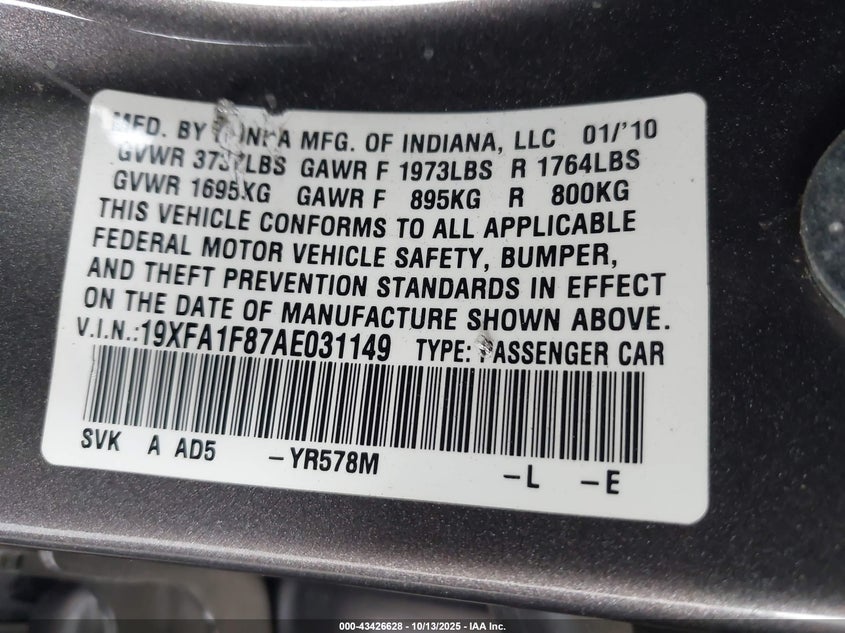 MFD. BY MFG. OF INDIANA, LLC 01/'10
GVWR LBS GAWR F 1973LBS R 1764LBS
GVWR 1695KG GAWR F 895KG R 800KG
THIS VEHICLE CONFORMS TO ALL APPLICABLE
FEDERAL MOTOR VEHICLE SAFETY, BUMPER,
AND THEFT PREVENTION STANDARDS IN EFFECT
ON THE DATE OF MANUFACTURE SHOWN ABOVE.
V.I.N.:19XFA1F87AE031149 TYPE: PASSENGER CAR
SVK A AD5 -YR578M -L -E
000-43426628 - 10/13/2025 - IAA Inc.